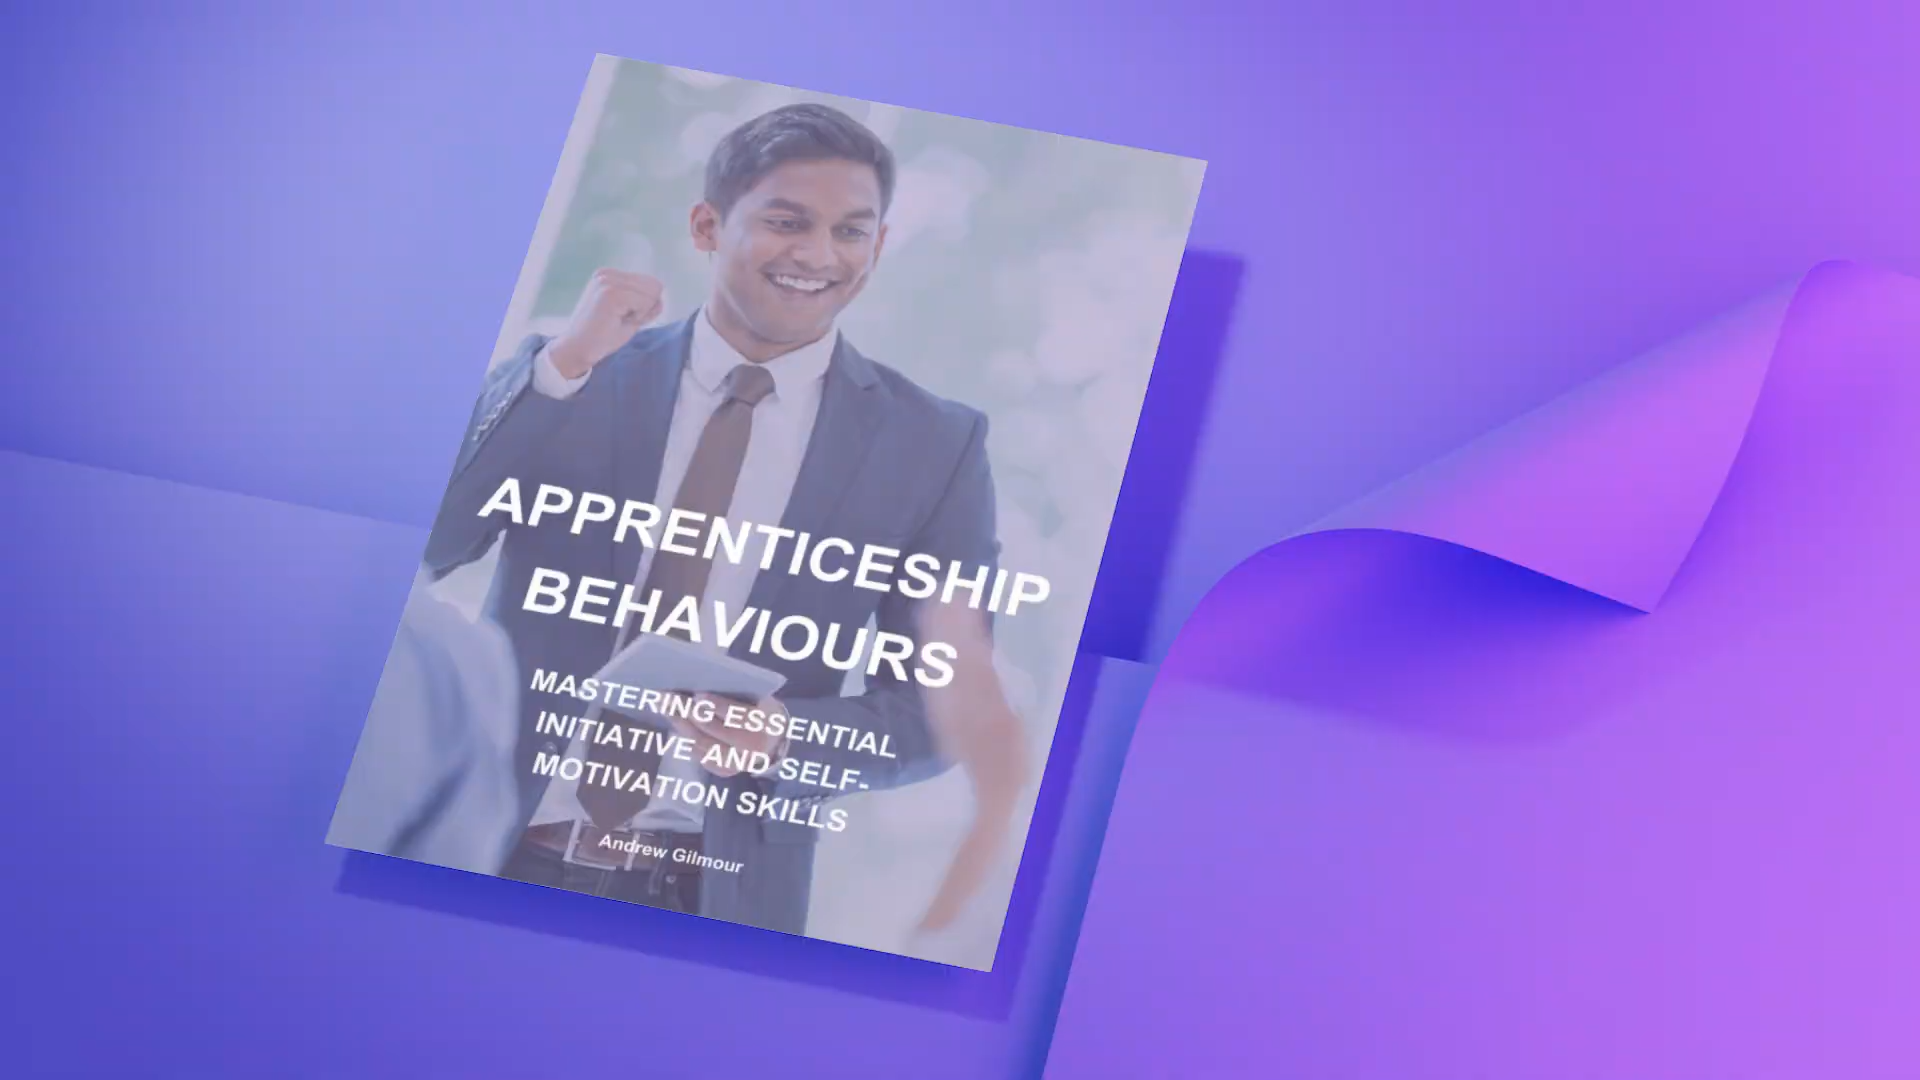 APPRENTICESHIP
BEHAVIOURS
MASTERING ESSENTIAL
INITIATIVE AND SELF-
MOTIVATION SKILLS
Andrew Gilmour